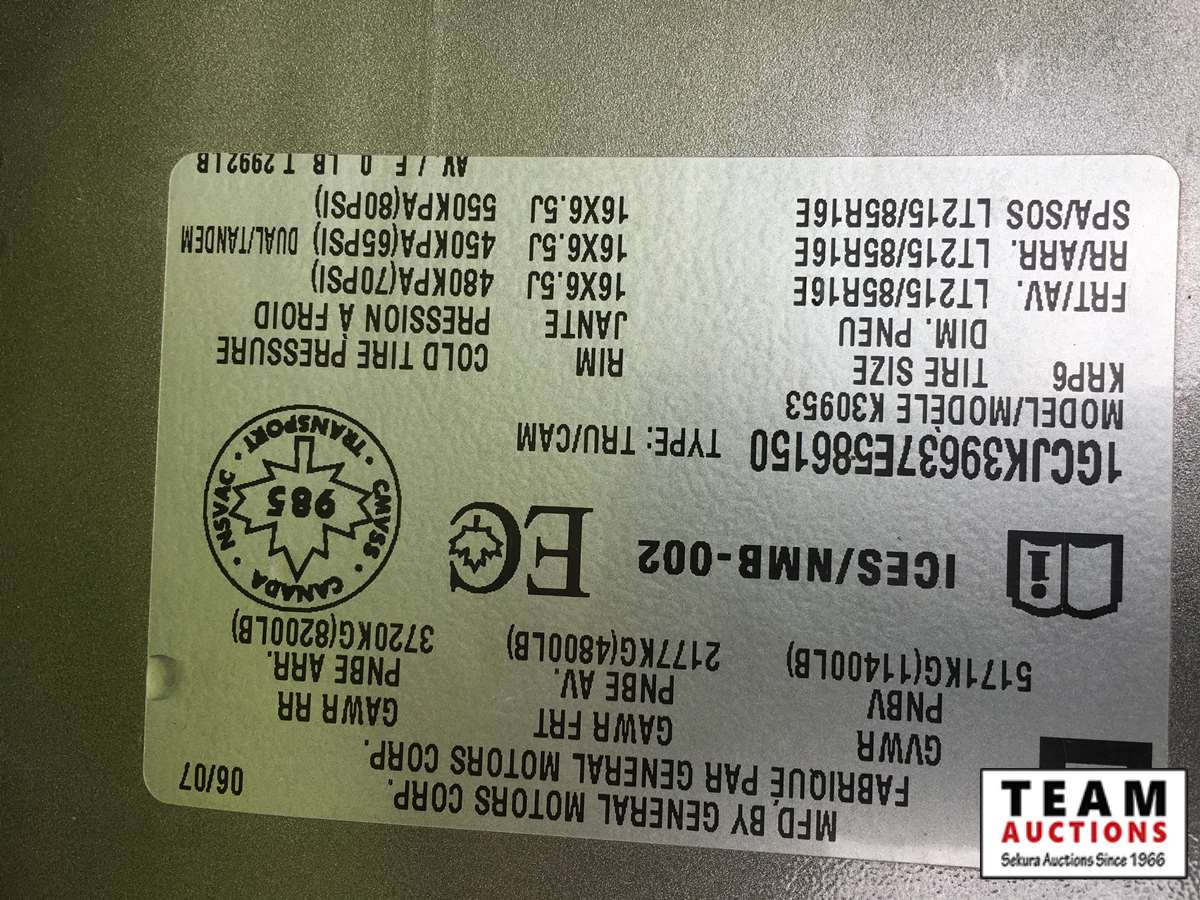 MFD. BY GENERAL MOTORS CORP.
FABRIQUE PAR GENERAL MOTORS CORP.
06/07
GVWR GAWR FRT GAWR RR
PNBV PNBE AV. PNBE ARR.
5171KG(11400LB) 2177KG(4800LB) 3720KG(8200LB)
i ICES/NMB-002 EC
CANADA · CMVSS · TRANSPORT · NSVAC ·
985
1GCJK39637E586150 TYPE: TRU/CAM
MODEL/MODÈLE K30953
KRP6 TIRE SIZE RIM COLD TIRE PRESSURE
DIM. PNEU JANTE PRESSION À FROID
FRT/AV. LT215/85R16E 16X6.5J 480KPA(70PSI)
RR/ARR. LT215/85R16E 16X6.5J 450KPA(65PSI) DUAL/TANDEM
SPA/SOS LT215/85R16E 16X6.5J 550KPA(80PSI)
AV / F 0 LB T 2992LB
TEAM
AUCTIONS
Sekura Auctions Since 1966